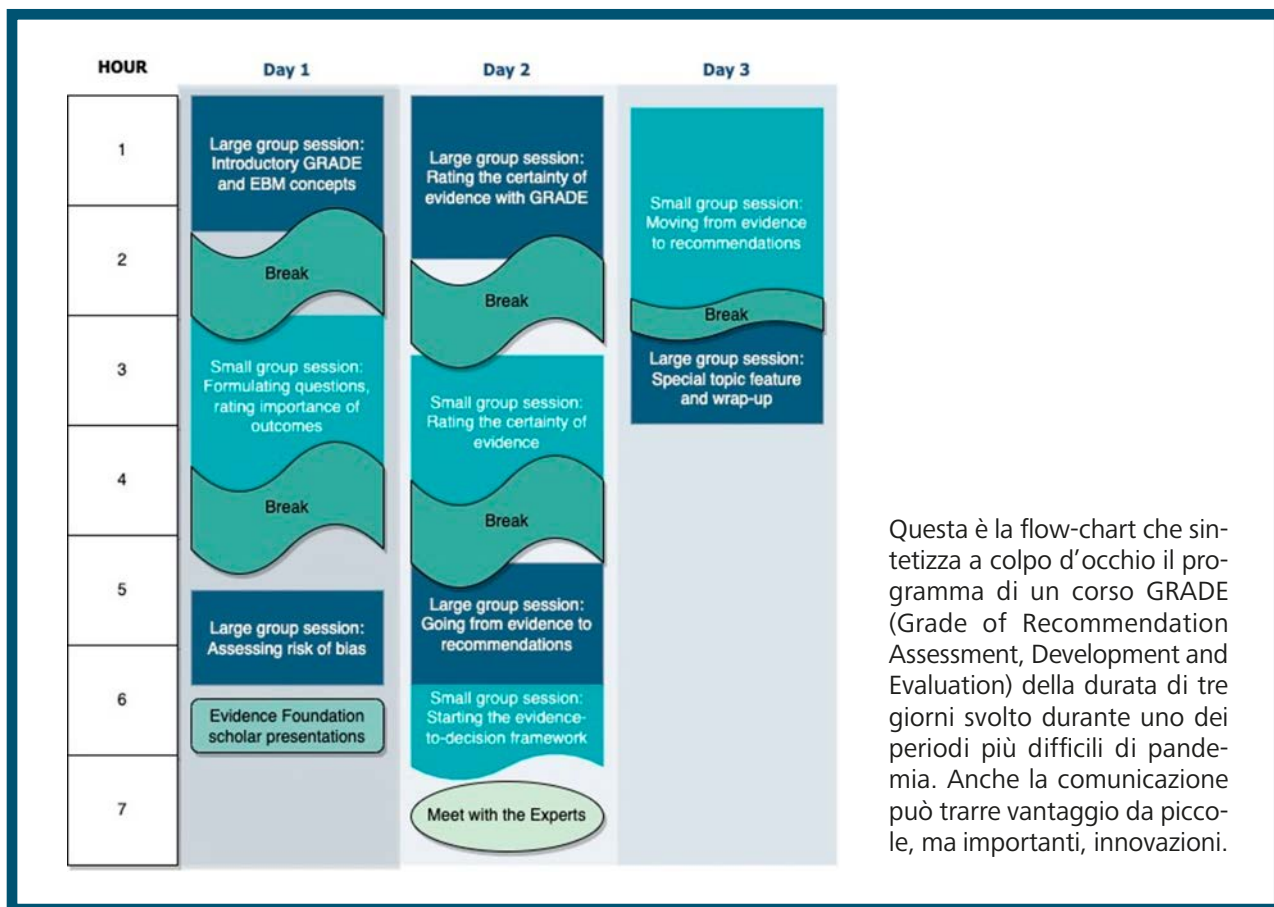 HOUR
Day 1
Day 2
Day 3
1
2
3
4
5
6
7
Large group session:
Introductory GRADE
and EBM concepts
Break
Small group session:
Formulating questions,
rating importance of
outcomes
Break
Large group session:
Assessing risk of bias
Evidence Foundation
scholar presentations
Large group session:
Rating the certainty of
evidence with GRADE
Break
Small group session:
Rating the certainty of
evidence
Break
Large group session:
Going from evidence to
recommendations
Small group session:
Starting the evidence-
to-decision framework
Meet with the Experts
Small group session:
Moving from evidence
to recommendations
Break
Large group session:
Special topic feature
and wrap-up
Questa è la flow-chart che sin-
tetizza a colpo d’occhio il pro-
gramma di un corso GRADE
(Grade of Recommendation
Assessment, Development and
Evaluation) della durata di tre
giorni svolto durante uno dei
periodi più difficili di pande-
mia. Anche la comunicazione
può trarre vantaggio da picco-
le, ma importanti, innovazioni.